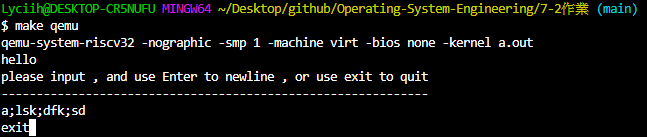 Lyciih@DESKTOP-CR5NUFU MINGW64 ~/Desktop/github/Operating-System-Engineering/7-2作業 (main)
$ make qemu
qemu-system-riscv32 -nographic -smp 1 -machine virt -bios none -kernel a.out
hello
please input , and use Enter to newline , or use exit to quit
-------------------------------------------------------------
a;lsk;dfk;sd
exit